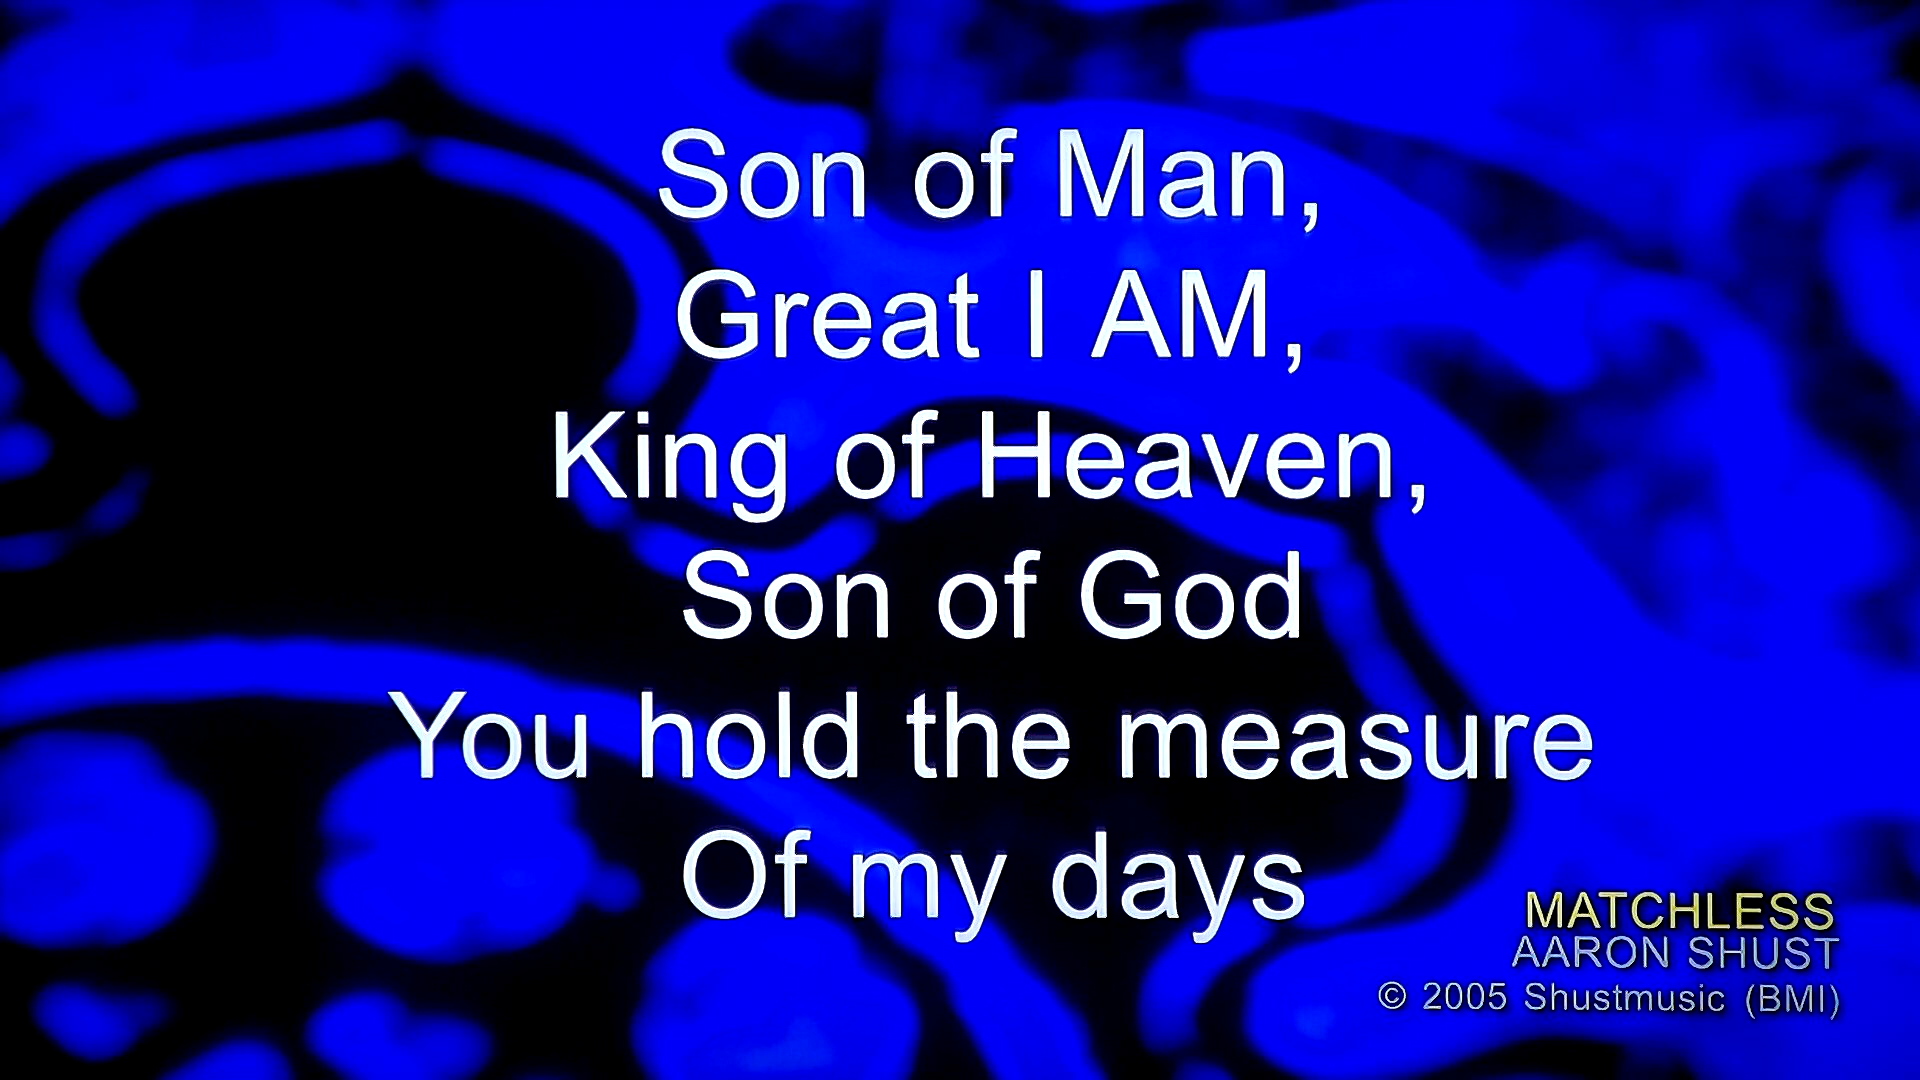 Son of Man,
Great I AM,
King of Heaven,
Son of God
You hold the measure
Of my days
MATCHLESS
AARON SHUST
© 2005 Shustmusic (BMI)